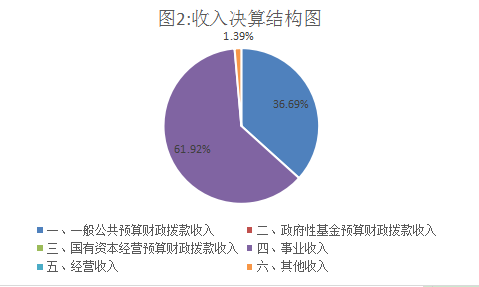 图2:收入决算结构图
1.39%
36.69%
61.92%
一、一般公共预算财政拨款收入 二、政府性基金预算财政拨款收入
三、国有资本经营预算财政拨款收入 四、事业收入
五、经营收入 六、其他收入